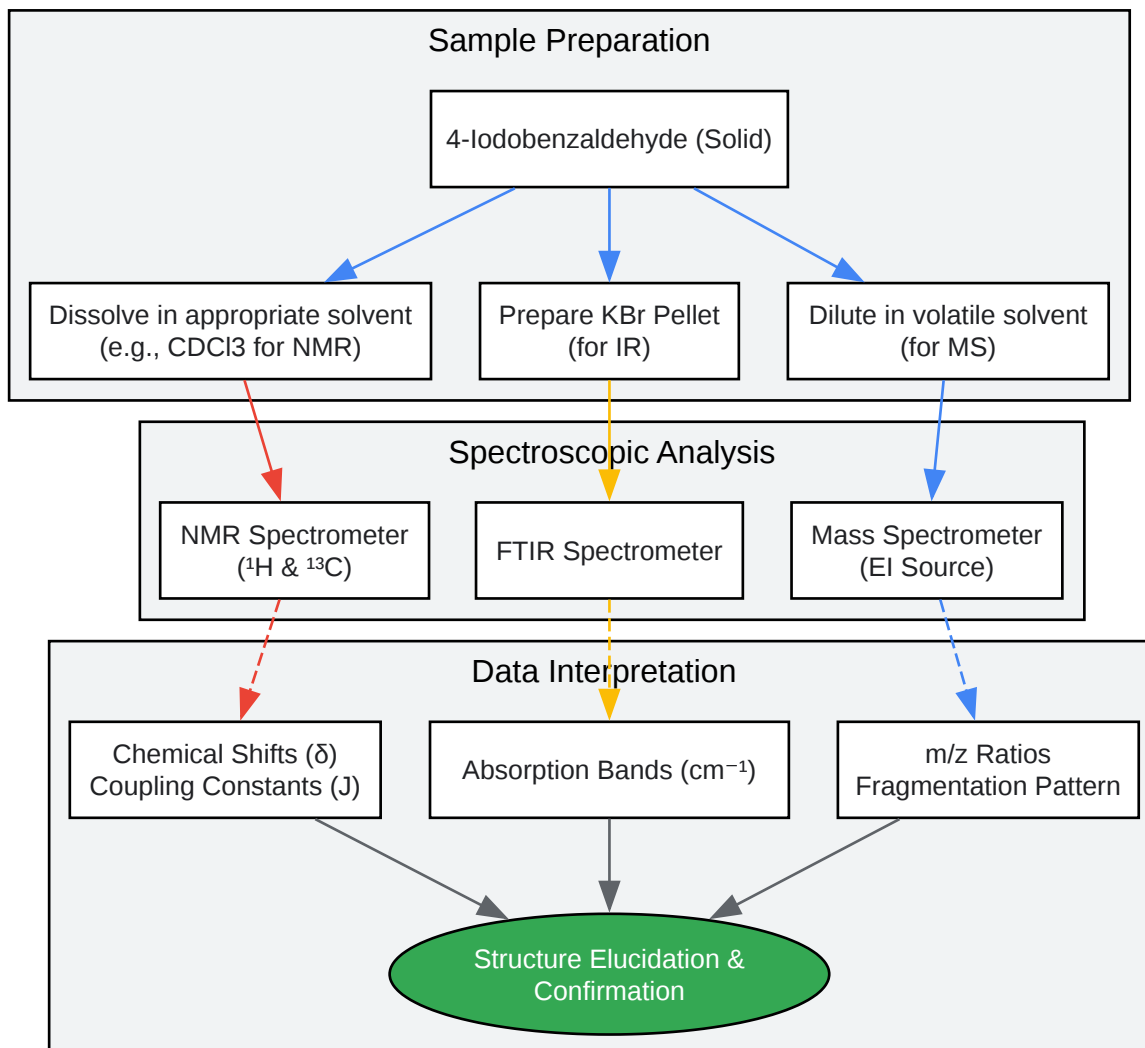 Sample Preparation
4-Iodobenzaldehyde (Solid)
Dissolve in appropriate solvent
(e.g., CDCl3 for NMR)
Prepare KBr Pellet
(for IR)
Dilute in volatile solvent
(for MS)
Spectroscopic Analysis
NMR Spectrometer
(¹H & ¹³C)
FTIR Spectrometer
Mass Spectrometer
(EI Source)
Data Interpretation
Chemical Shifts (δ)
Coupling Constants (J)
Absorption Bands (cm⁻¹)
m/z Ratios
Fragmentation Pattern
Structure Elucidation &
Confirmation